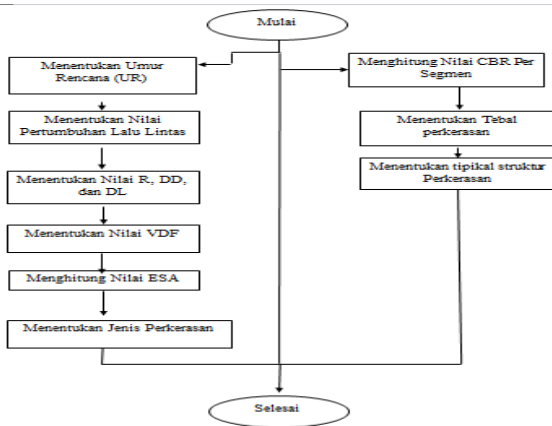 Mulai
Menentukan Umur
Rencana (UR)
Menentukan Nilai
Pertumbuhan Lalu Lintas
Menentukan Nilai R, DD,
dan DL
Menentukan Nilai VDF
Menghitung Nilai ESA
Menentukan Jenis Perkerasan
Menghitung Nilai CBR Per
Segmen
Menentukan Tebal
perkerasan
Menentukan tipikal struktur
Perkerasan
Selesai